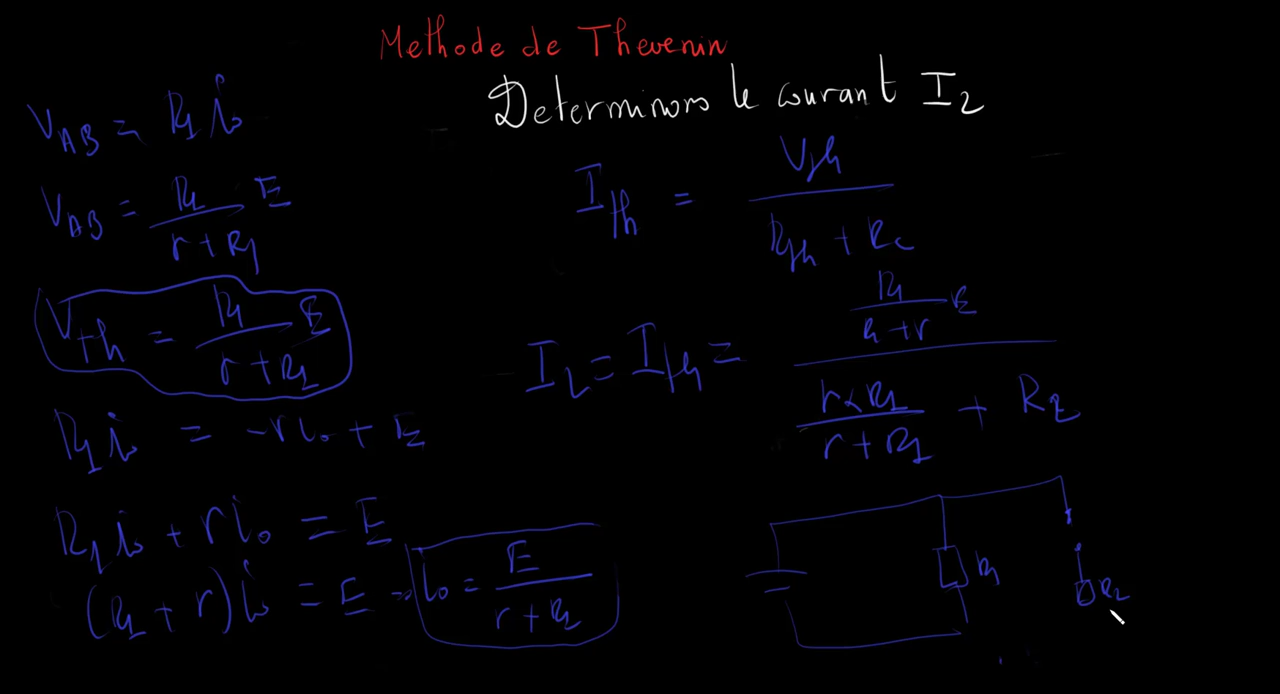 Methode de Thevenin
Determinons le courant I2
VAB = R1 i0
VAB = R1/(r + R1) E
Vth = R1/(r + R1) E
R1 i0 = -r i0 + E
R1 i0 + r i0 = E
(R1 + r) i0 = E → i0 = E/(r + R1)
Ith = Vth/(Rth + Rc)
I2 = Ith = (R1/(R1 + r) E)/((r × R1)/(r + R1) + R2)
R1
R2